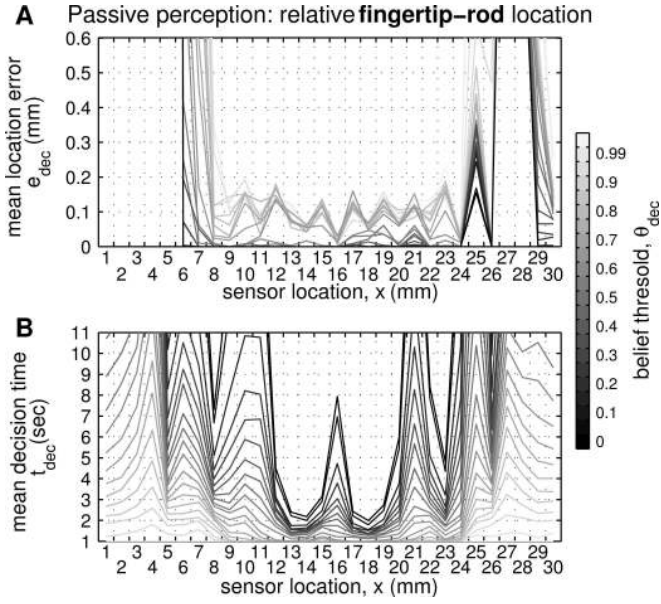 A Passive perception: relative fingertip-rod location
mean location error
e_dec (mm)
0.6
0.5
0.4
0.3
0.2
0.1
0
1 3 5 7 9 11 13 15 17 19 21 23 25 27 29
2 4 6 8 10 12 14 16 18 20 22 24 26 28 30
sensor location, x (mm)
B
mean decision time
t_dec(sec)
11
10
9
8
7
6
5
4
3
2
1
1 3 5 7 9 11 13 15 17 19 21 23 25 27 29
2 4 6 8 10 12 14 16 18 20 22 24 26 28 30
sensor location, x (mm)
0.99
0.9
0.8
0.7
0.6
0.5
0.4
0.3
0.2
0.1
0
belief thresold, θ_dec